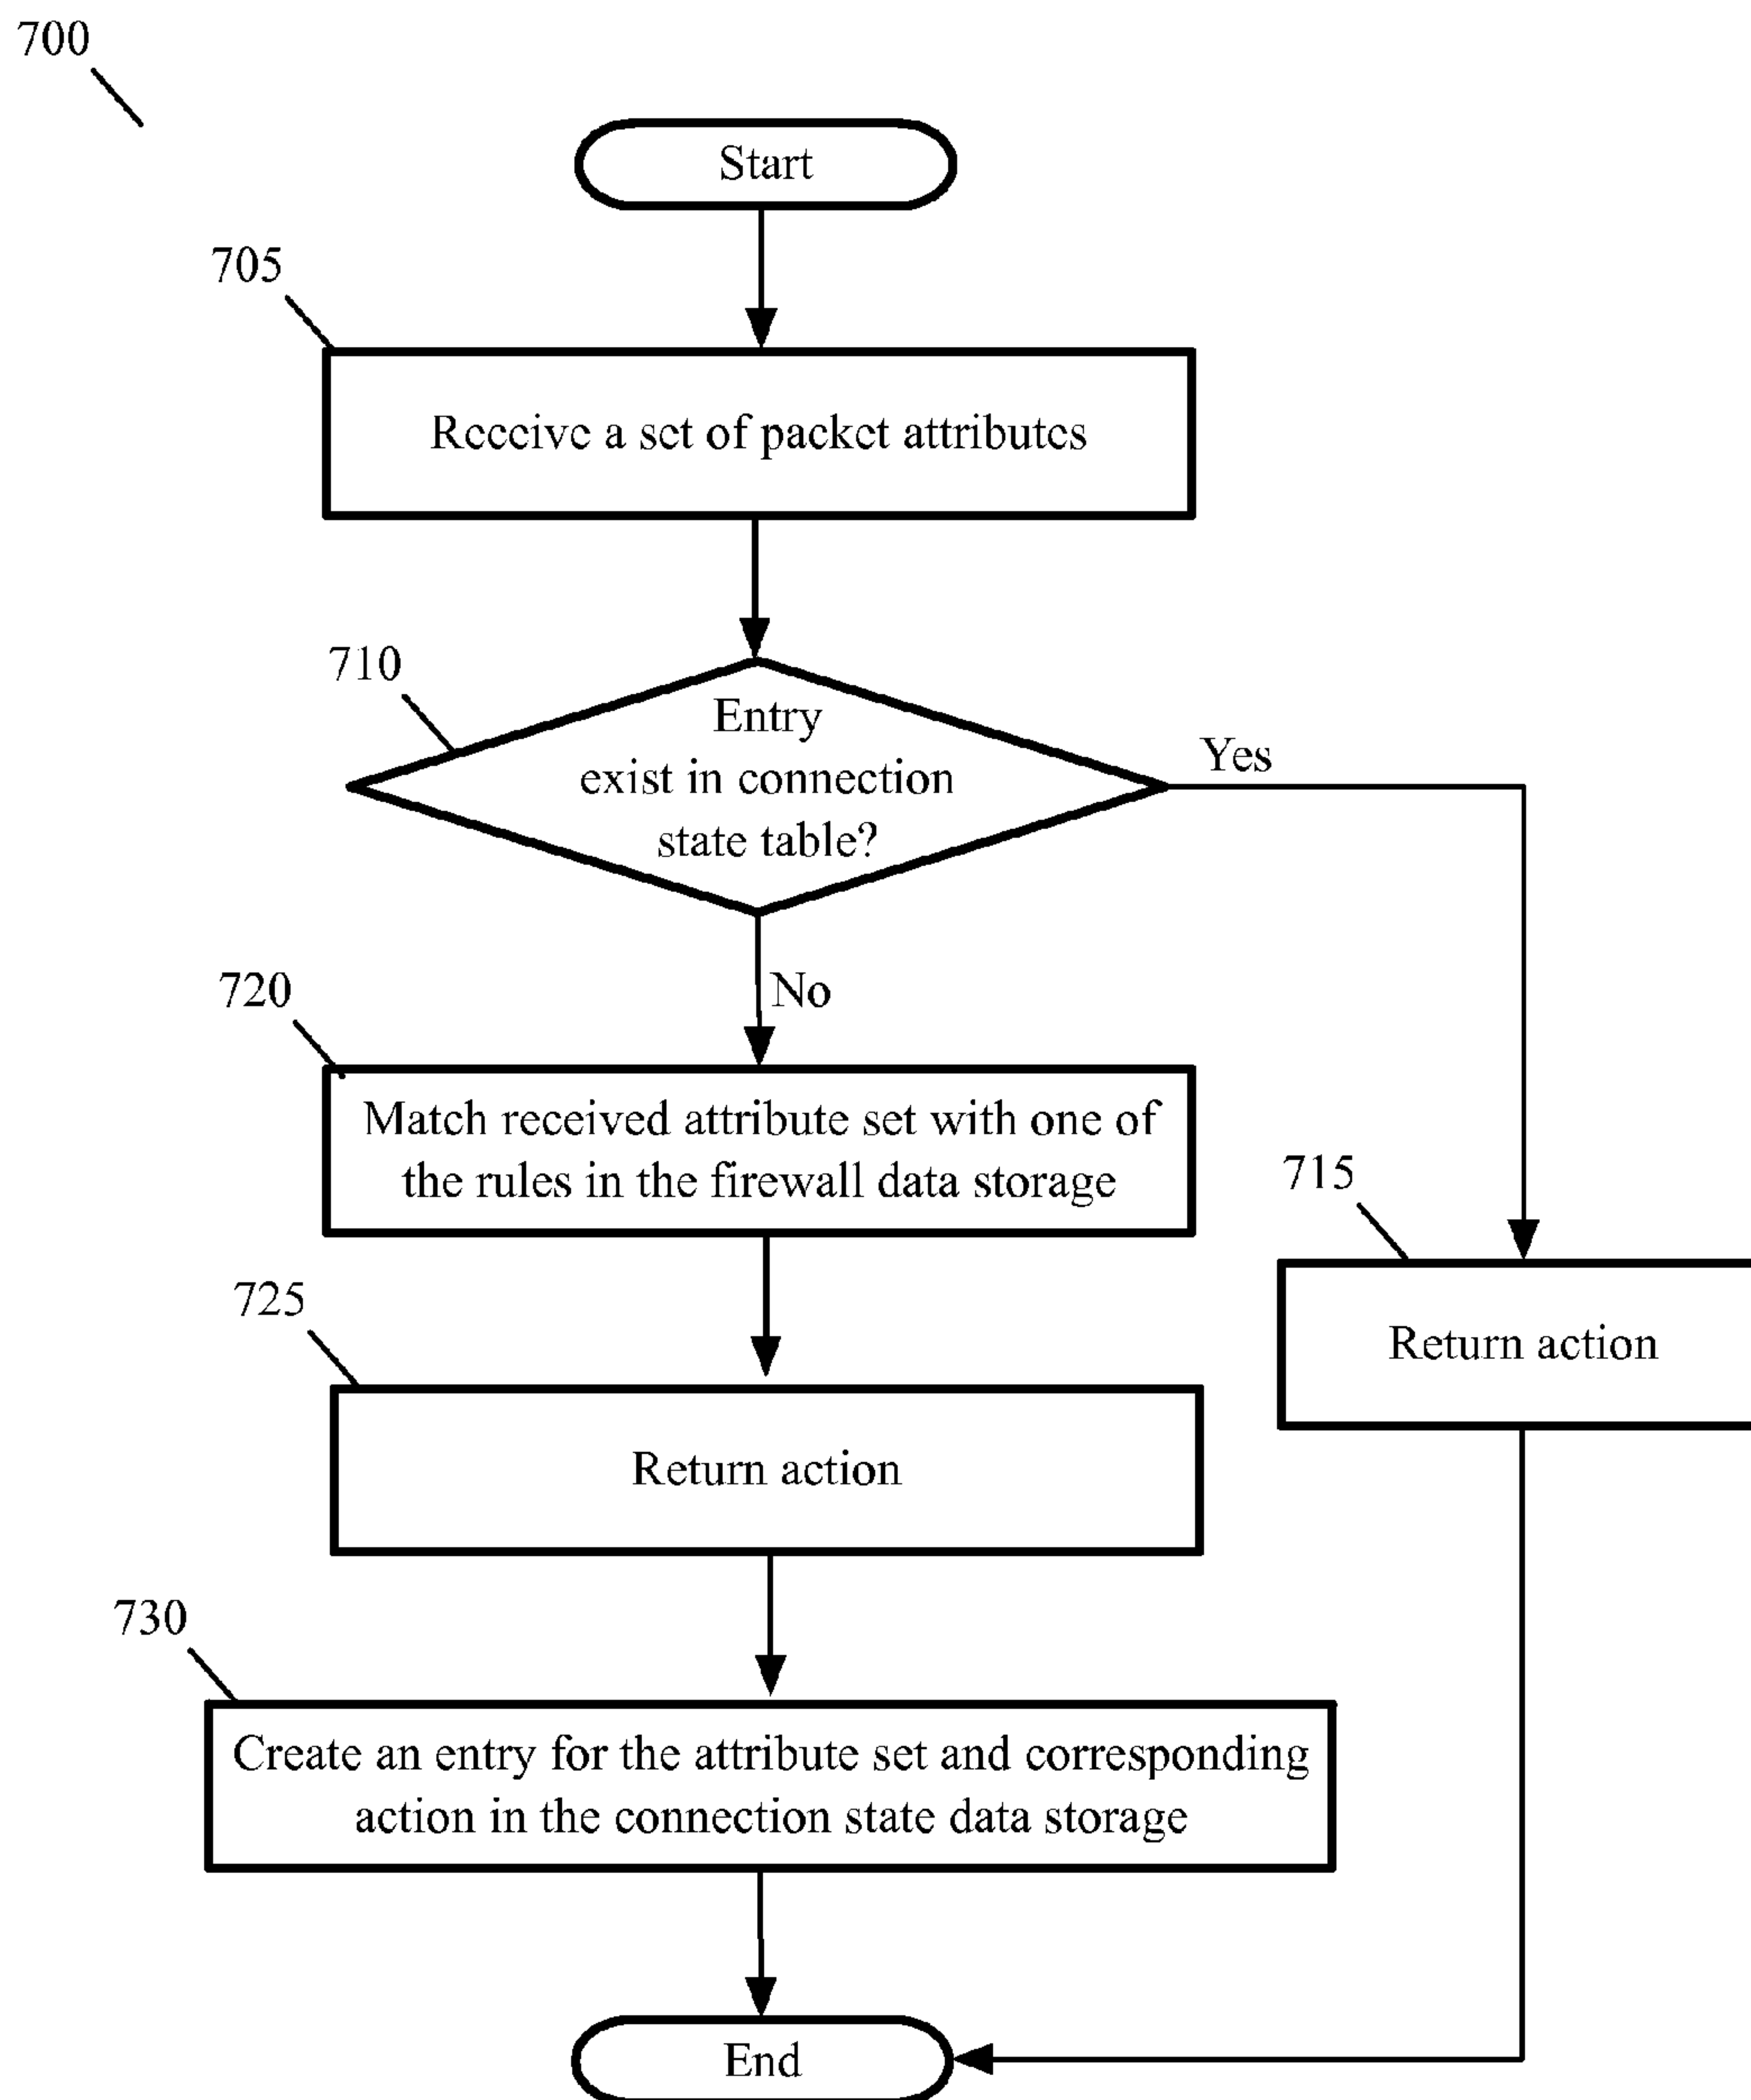 700
Start
705
Receive a set of packet attributes
710
Entry
exist in connection
state table?
Yes
No
720
Match received attribute set with one of
the rules in the firewall data storage
715
Return action
725
Return action
730
Create an entry for the attribute set and corresponding
action in the connection state data storage
End